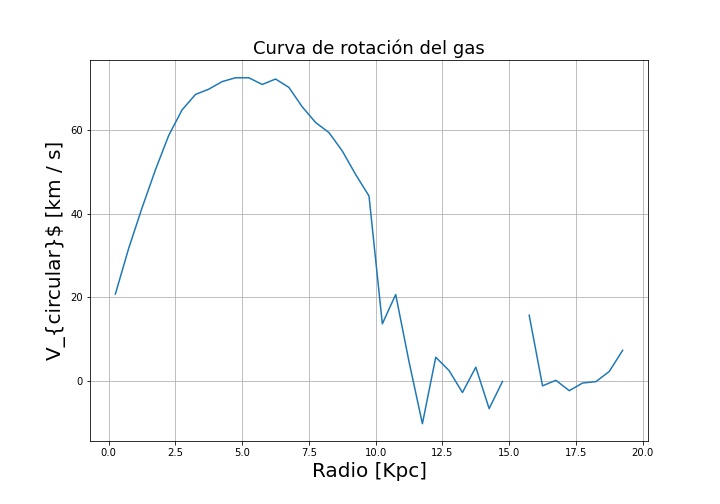 Curva de rotación del gas
V_{circular}$ [km / s]
60
40
20
0
0.0 2.5 5.0 7.5 10.0 12.5 15.0 17.5 20.0
Radio [Kpc]